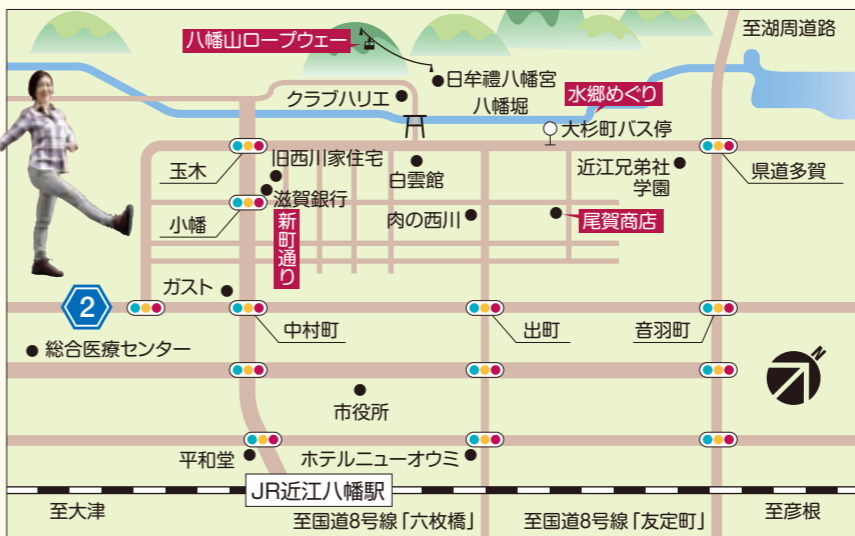 至湖周道路
八幡山ロープウェー
日牟禮八幡宮
水郷めぐり
クラブハリエ
八幡堀
大杉町バス停
玉木
旧西川家住宅
白雲館
近江兄弟社
学園
県道多賀
滋賀銀行
小幡
新町通り
肉の西川
尾賀商店
ガスト
2
中村町
出町
音羽町
総合医療センター
N
市役所
平和堂
ホテルニューオウミ
JR近江八幡駅
至大津
至国道8号線「六枚橋」
至国道8号線「友定町」
至彦根